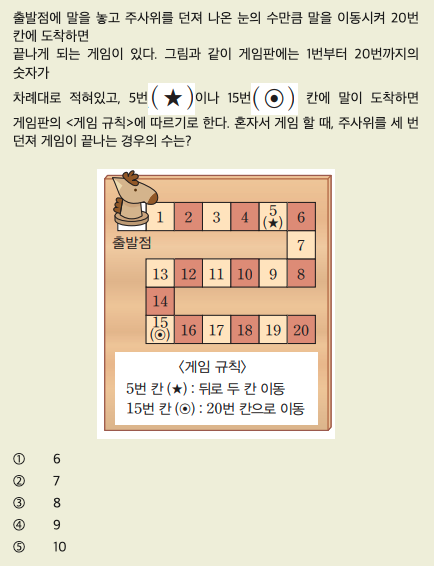 출발점에 말을 놓고 주사위를 던져 나온 눈의 수만큼 말을 이동시켜 20번
칸에 도착하면
끝나게 되는 게임이 있다. 그림과 같이 게임판에는 1번부터 20번까지의
숫자가
차례대로 적혀있고, 5번 (★)이나 15번(⦿) 칸에 말이 도착하면
게임판의 <게임 규칙>에 따르기로 한다. 혼자서 게임 할 때, 주사위를 세 번
던져 게임이 끝나는 경우의 수는?
1 2 3 4 5 6
(★)
출발점
7
13 12 11 10 9 8
14
15 16 17 18 19 20
(⦿)
〈게임 규칙〉
5번 칸 (★) : 뒤로 두 칸 이동
15번 칸 (⦿) : 20번 칸으로 이동
① 6
② 7
③ 8
④ 9
⑤ 10